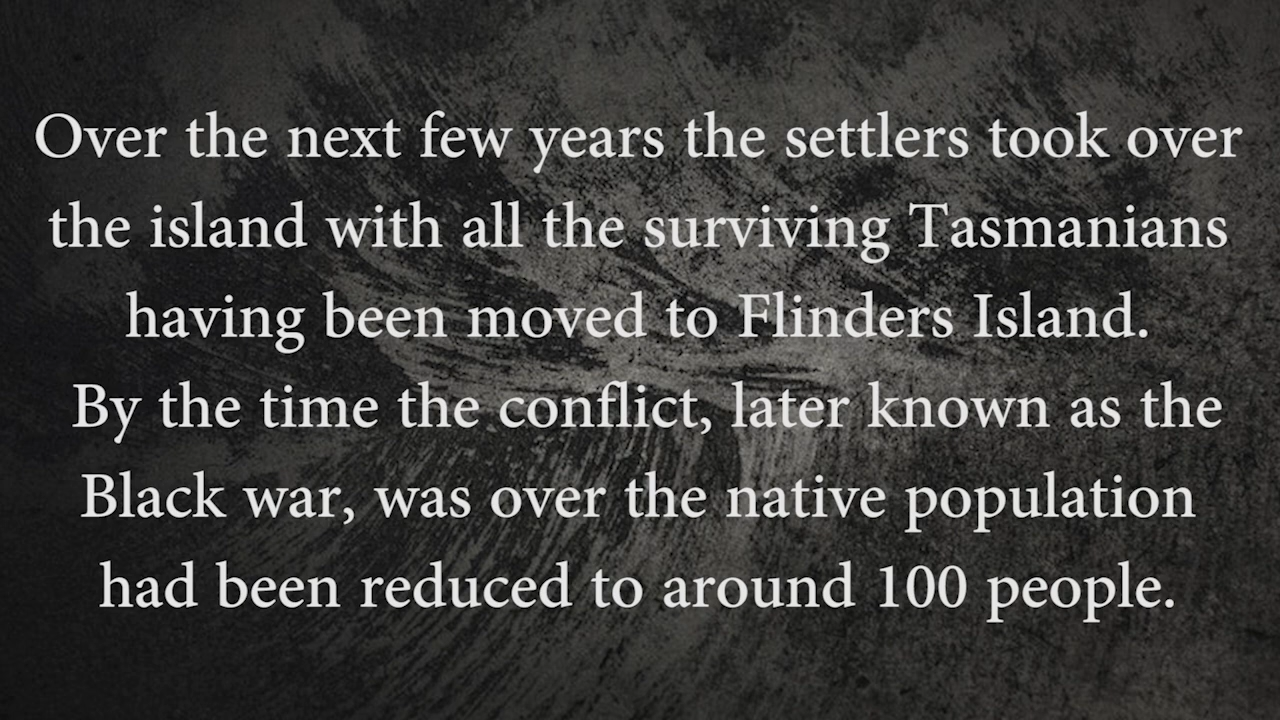 Over the next few years the settlers took over
the island with all the surviving Tasmanians
having been moved to Flinders Island.
By the time the conflict, later known as the
Black war, was over the native population
had been reduced to around 100 people.